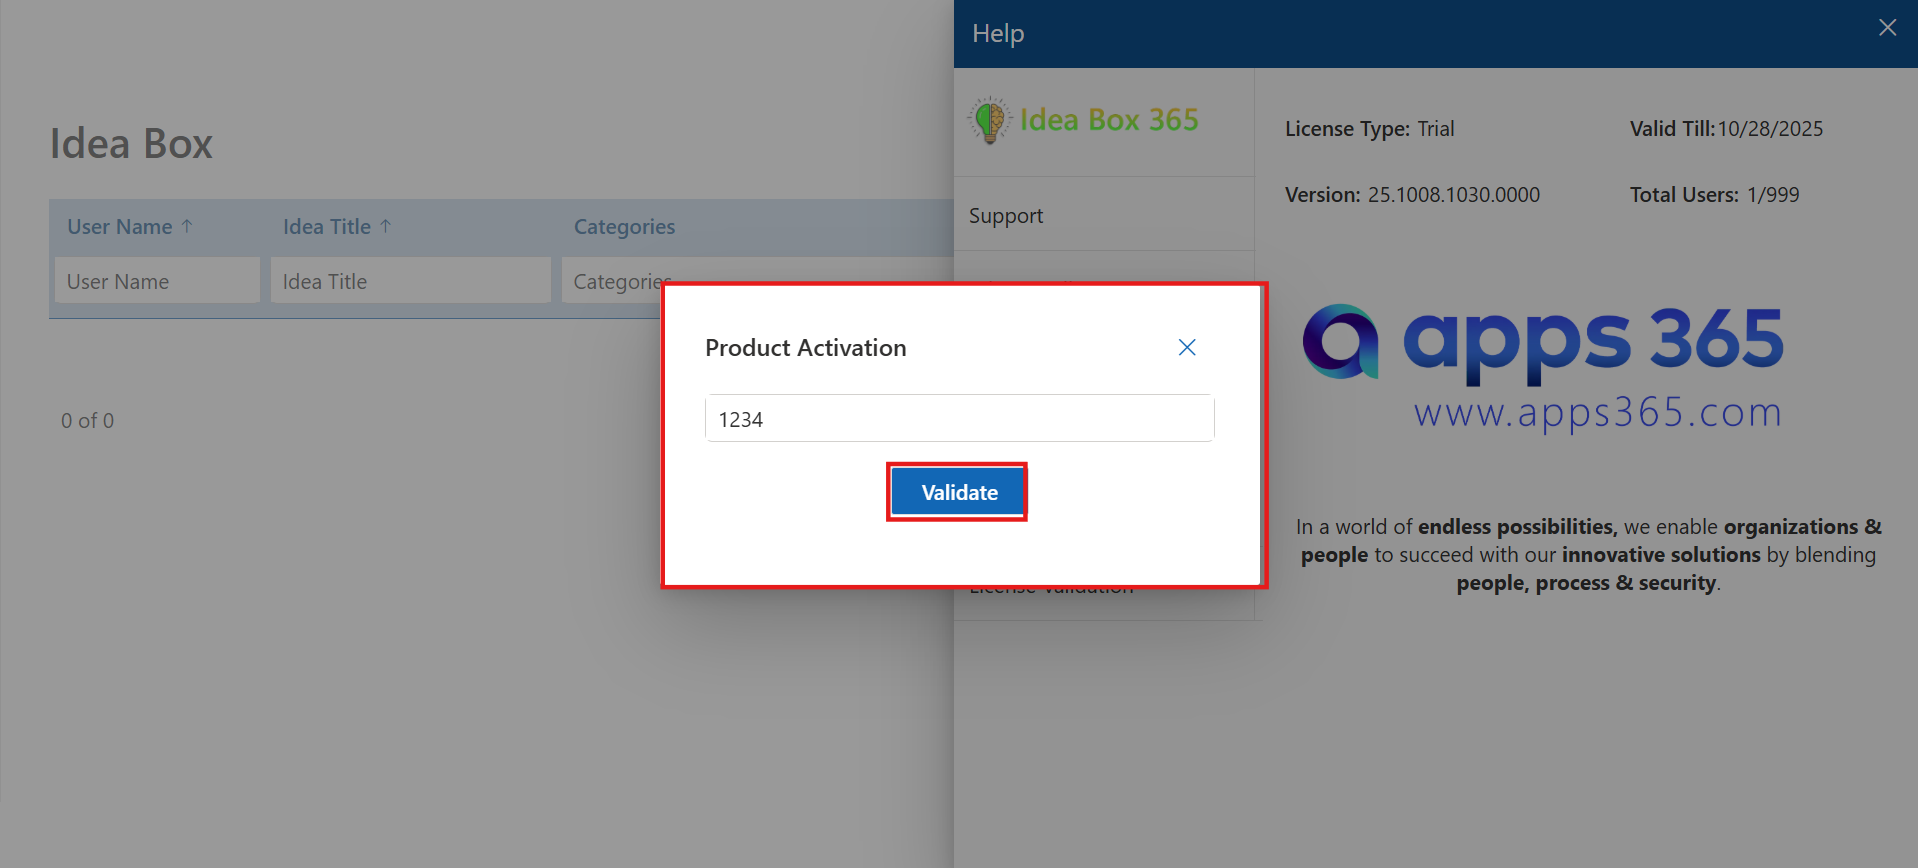 Help
Idea Box 365
License Type: Trial
Valid Till:10/28/2025
Idea Box
Version: 25.1008.1030.0000
Total Users: 1/999
Support
User Name ↑
Idea Title ↑
Categories
User Name
Idea Title
Categories
Product Activation
1234
Validate
0 of 0
apps 365
www.apps365.com
In a world of endless possibilities, we enable organizations &
people to succeed with our innovative solutions by blending
people, process & security.
License Validation